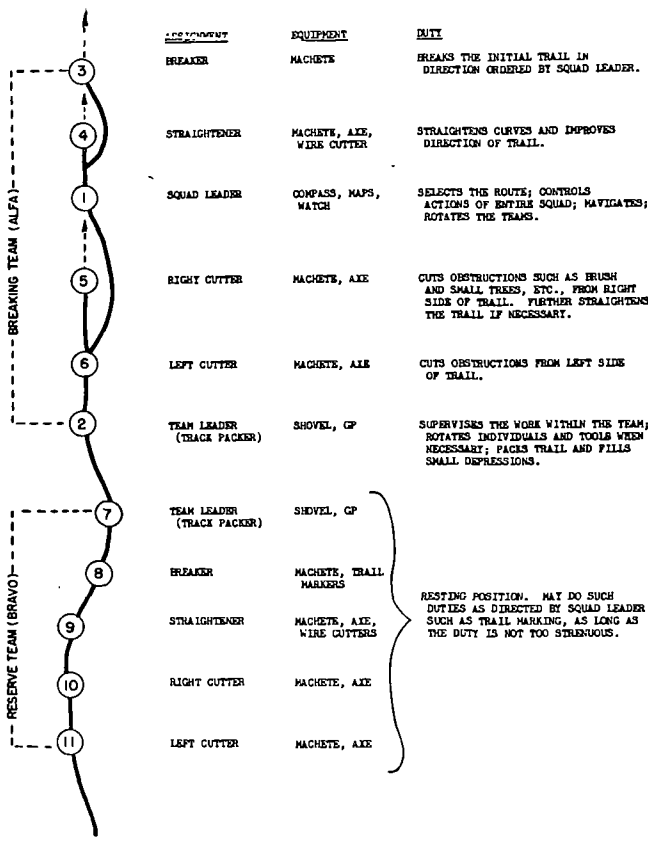 ASSIGNMENT EQUIPMENT DUTY
3 BREAKER MACHETE BREAKS THE INITIAL TRAIL IN
DIRECTION ORDERED BY SQUAD LEADER.
4 STRAIGHTENER MACHETE, AXE, STRAIGHTENS CURVES AND IMPROVES
WIRE CUTTER DIRECTION OF TRAIL.
1 SQUAD LEADER COMPASS, MAPS, SELECTS THE ROUTE; CONTROLS
WATCH ACTIONS OF ENTIRE SQUAD; NAVIGATES;
ROTATES THE TEAMS.
BREAKING TEAM (ALFA)
5 RIGHT CUTTER MACHETE, AXE CUTS OBSTRUCTIONS SUCH AS BRUSH
AND SMALL TREES, ETC., FROM RIGHT
SIDE OF TRAIL. FURTHER STRAIGHTENS
THE TRAIL IF NECESSARY.
6 LEFT CUTTER MACHETE, AXE CUTS OBSTRUCTIONS FROM LEFT SIDE
OF TRAIL.
2 TEAM LEADER SHOVEL, GP SUPERVISES THE WORK WITHIN THE TEAM;
(TRACK PACKER) ROTATES INDIVIDUALS AND TOOLS WHEN
NECESSARY; PACKS TRAIL AND FILLS
SMALL DEPRESSIONS.
7 TEAM LEADER SHOVEL, GP
(TRACK PACKER)
8 BREAKER MACHETE, TRAIL
MARKERS
RESTING POSITION. MAY DO SUCH
DUTIES AS DIRECTED BY SQUAD LEADER
SUCH AS TRAIL MARKING, AS LONG AS
THE DUTY IS NOT TOO STRENUOUS.
RESERVE TEAM (BRAVO)
9 STRAIGHTENER MACHETE, AXE,
WIRE CUTTERS
10 RIGHT CUTTER MACHETE, AXE
11 LEFT CUTTER MACHETE, AXE